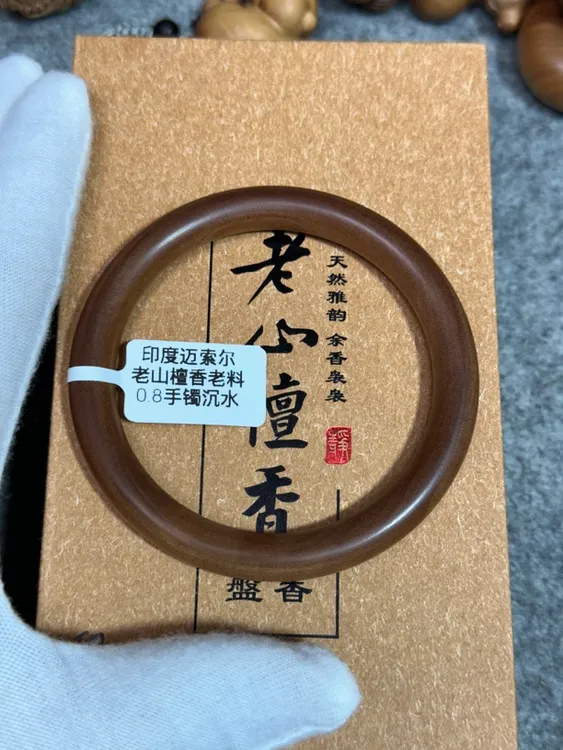 印度迈索尔
老山檀香老料
0.8手镯沉水
老山檀香
天然雅韵 余香袅袅
盤香